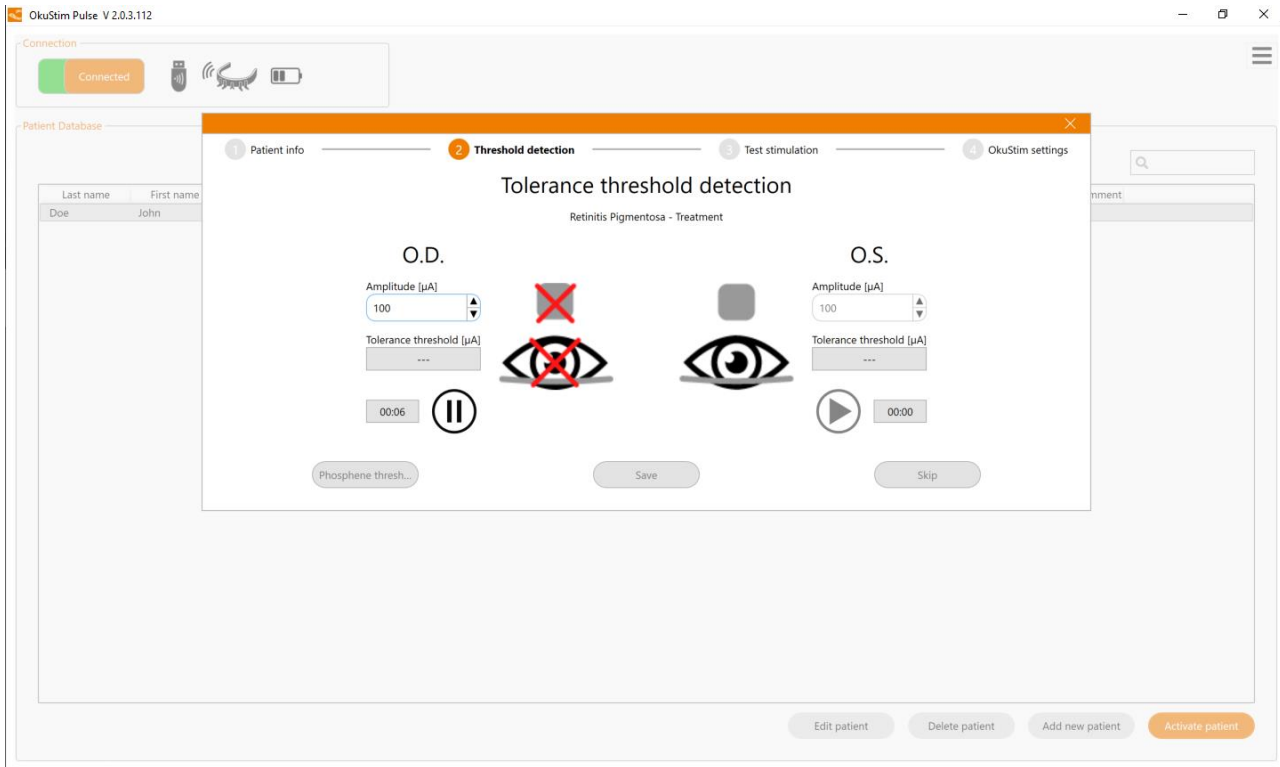 OkuStim Pulse V 2.0.3.112
Connection
Connected
Patient Database
1 Patient info
2 Threshold detection
3 Test stimulation
4 OkuStim settings
Tolerance threshold detection
Retinitis Pigmentosa - Treatment
Last name First name mment
Doe John
O.D.
Amplitude [µA]
100
Tolerance threshold [µA]
---
00:06
O.S.
Amplitude [µA]
100
Tolerance threshold [µA]
---
00:00
Phosphene thresh...
Save
Skip
Edit patient
Delete patient
Add new patient
Activate patient